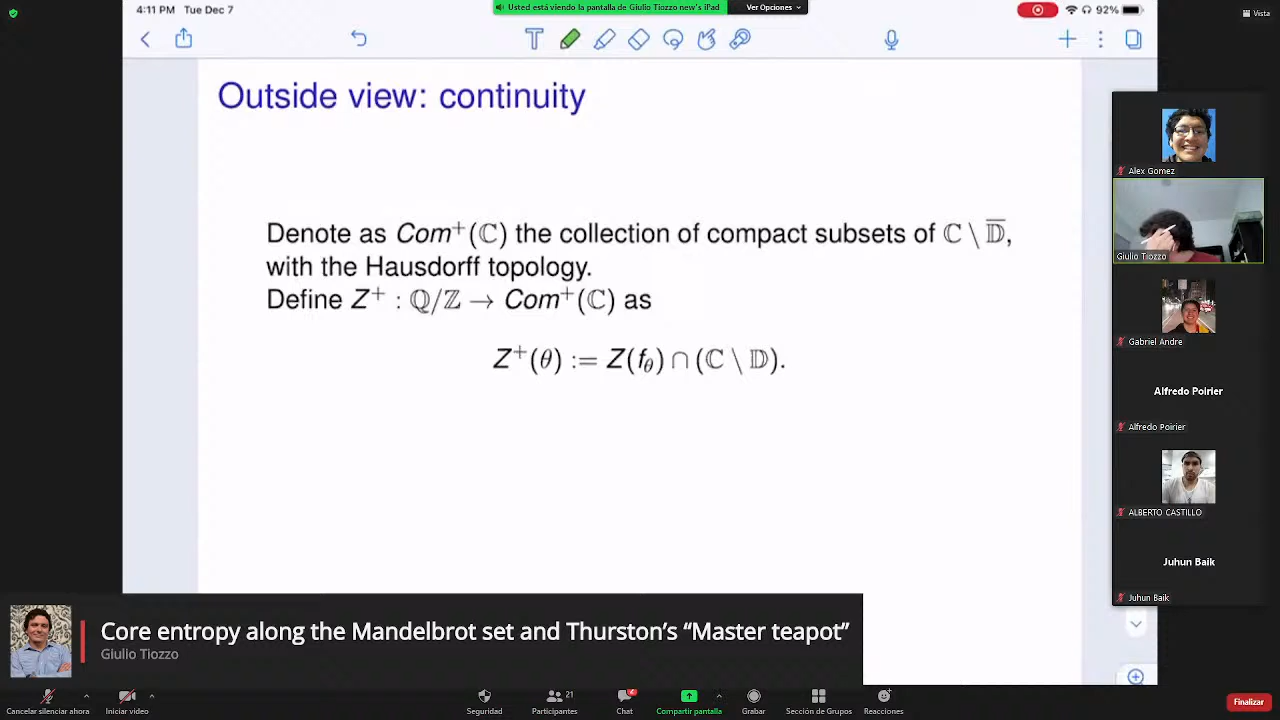 4:11 PM Tue Dec 7
Usted está viendo la pantalla de Giulio Tiozzo new's iPad
Ver Opciones
92%
Vista
Outside view: continuity
Denote as Com⁺(ℂ) the collection of compact subsets of ℂ \ 𝔻̅,
with the Hausdorff topology.
Define Z⁺ : ℚ/ℤ → Com⁺(ℂ) as
Z⁺(θ) := Z(f_θ) ∩ (ℂ \ 𝔻).
Alex Gomez
Giulio Tiozzo
Gabriel Andre
Alfredo Poirier
Alfredo Poirier
ALBERTO CASTILLO
Juhun Baik
Juhun Baik
Core entropy along the Mandelbrot set and Thurston's “Master teapot”
Giulio Tiozzo
Cancelar silenciar ahora
Iniciar video
Seguridad
21
Participantes
2
Chat
Compartir pantalla
Grabar
Sección de Grupos
Reacciones
Finalizar